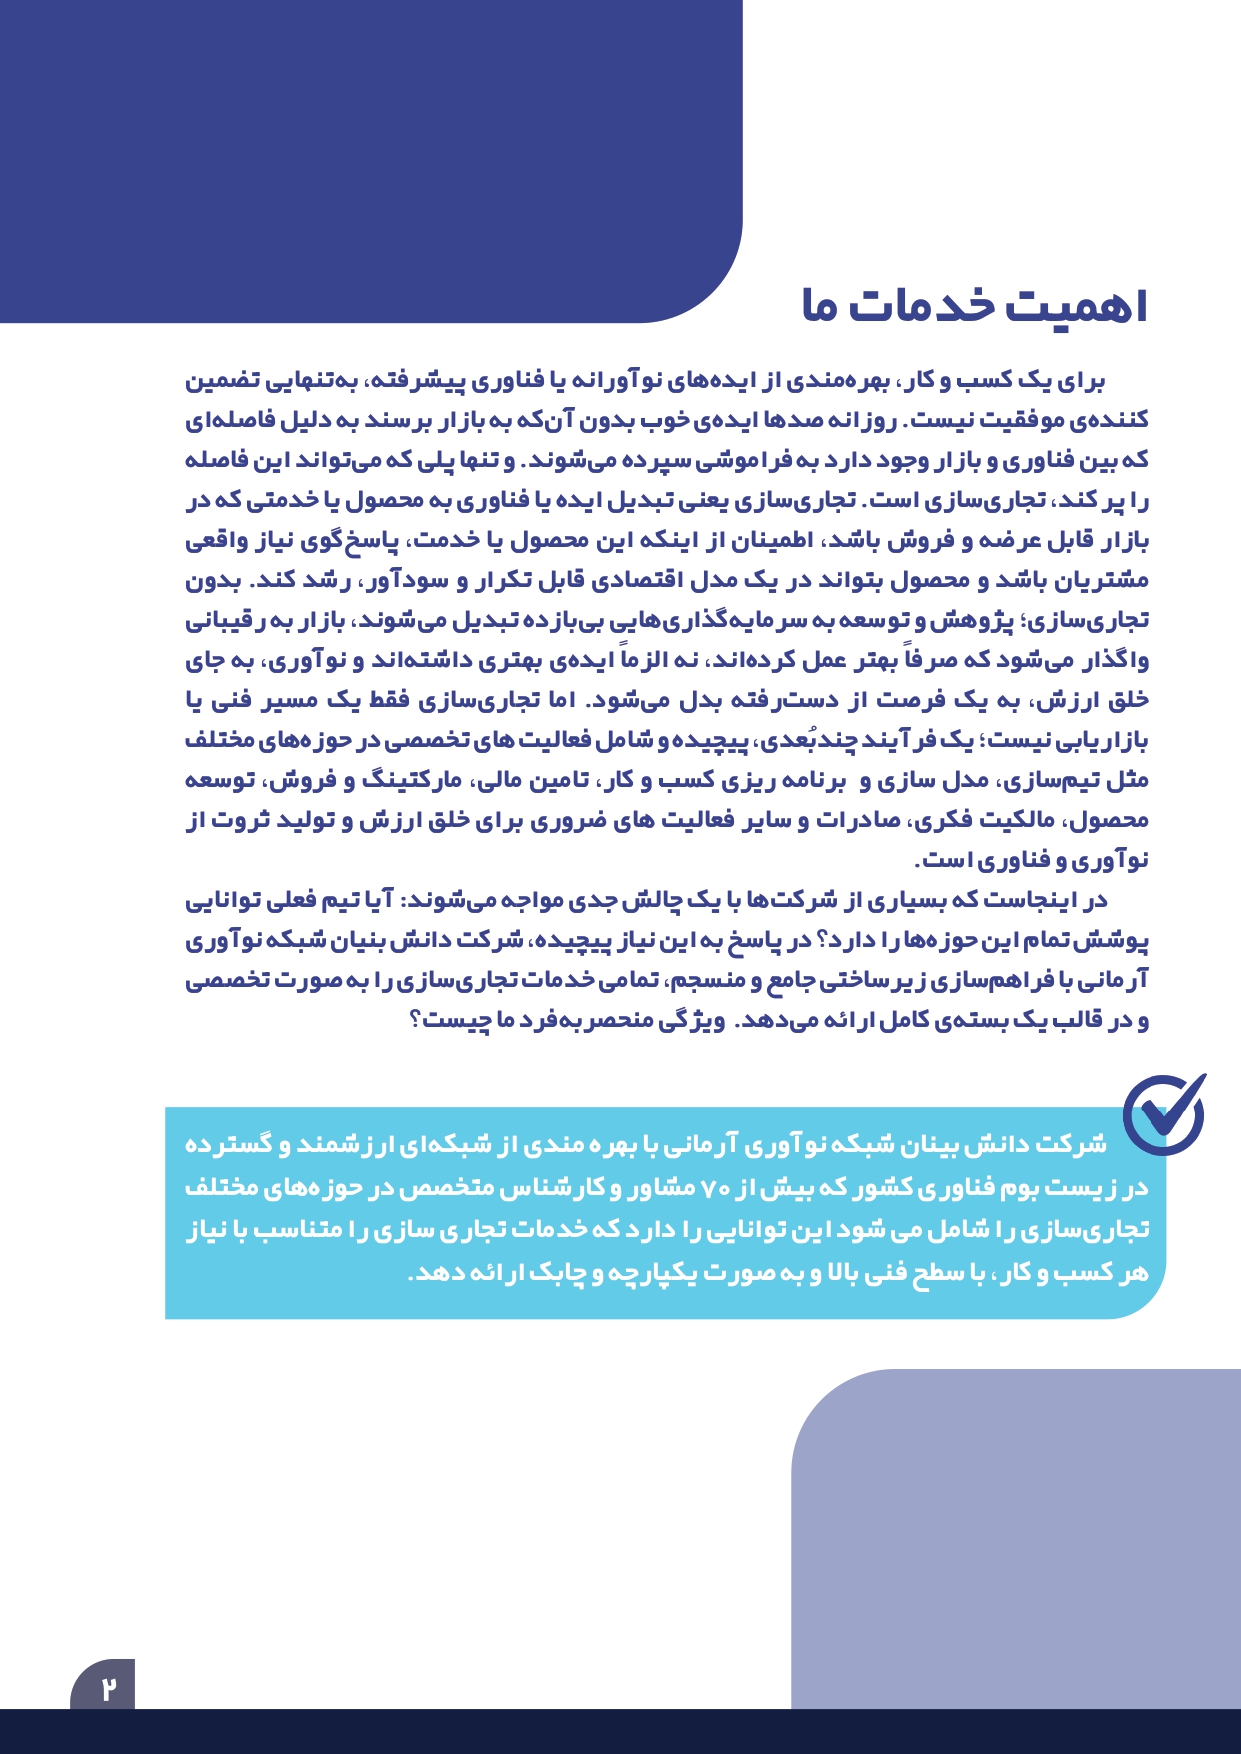 اهمیت خدمات ما
برای یک کسب و کار، بهره‌مندی از ایده‌های نوآورانه یا فناوری پیشرفته، به‌تنهایی تضمین
کننده‌ی موفقیت نیست. روزانه صدها ایده‌ی خوب بدون آن‌که به بازار برسند به دلیل فاصله‌ای
که بین فناوری و بازار وجود دارد به فراموشی سپرده می‌شوند. و تنها پلی که می‌تواند این فاصله
را پر کند، تجاری‌سازی است. تجاری‌سازی یعنی تبدیل ایده یا فناوری به محصول یا خدمتی که در
بازار قابل عرضه و فروش باشد، اطمینان از اینکه این محصول یا خدمت، پاسخ‌گوی نیاز واقعی
مشتریان باشد و محصول بتواند در یک مدل اقتصادی قابل تکرار و سودآور، رشد کند. بدون
تجاری‌سازی؛ پژوهش و توسعه به سرمایه‌گذاری‌هایی بی‌بازده تبدیل می‌شوند، بازار به رقیبانی
واگذار می‌شود که صرفاً بهتر عمل کرده‌اند، نه الزماً ایده‌ی بهتری داشته‌اند و نوآوری، به جای
خلق ارزش، به یک فرصت از دست‌رفته بدل می‌شود. اما تجاری‌سازی فقط یک مسیر فنی یا
بازاریابی نیست؛ یک فرآیند چندبُعدی، پیچیده و شامل فعالیت های تخصصی در حوزه‌های مختلف
مثل تیم‌سازی، مدل سازی و برنامه ریزی کسب و کار، تامین مالی، مارکتینگ و فروش، توسعه
محصول، مالکیت فکری، صادرات و سایر فعالیت های ضروری برای خلق ارزش و تولید ثروت از
نوآوری و فناوری است.
در اینجاست که بسیاری از شرکت‌ها با یک چالش جدی مواجه می‌شوند: آیا تیم فعلی توانایی
پوشش تمام این حوزه‌ها را دارد؟ در پاسخ به این نیاز پیچیده، شرکت دانش بنیان شبکه نوآوری
آرمانی با فراهم‌سازی زیرساختی جامع و منسجم، تمامی خدمات تجاری‌سازی را به صورت تخصصی
و در قالب یک بسته‌ی کامل ارائه می‌دهد. ویژگی منحصربه‌فرد ما چیست؟
شرکت دانش بینان شبکه نوآوری آرمانی با بهره مندی از شبکه‌ای ارزشمند و گسترده
در زیست بوم فناوری کشور که بیش از ۷۰ مشاور و کارشناس متخصص در حوزه‌های مختلف
تجاری‌سازی را شامل می شود این توانایی را دارد که خدمات تجاری سازی را متناسب با نیاز
هر کسب و کار، با سطح فنی بالا و به صورت یکپارچه و چابک ارائه دهد.
۲